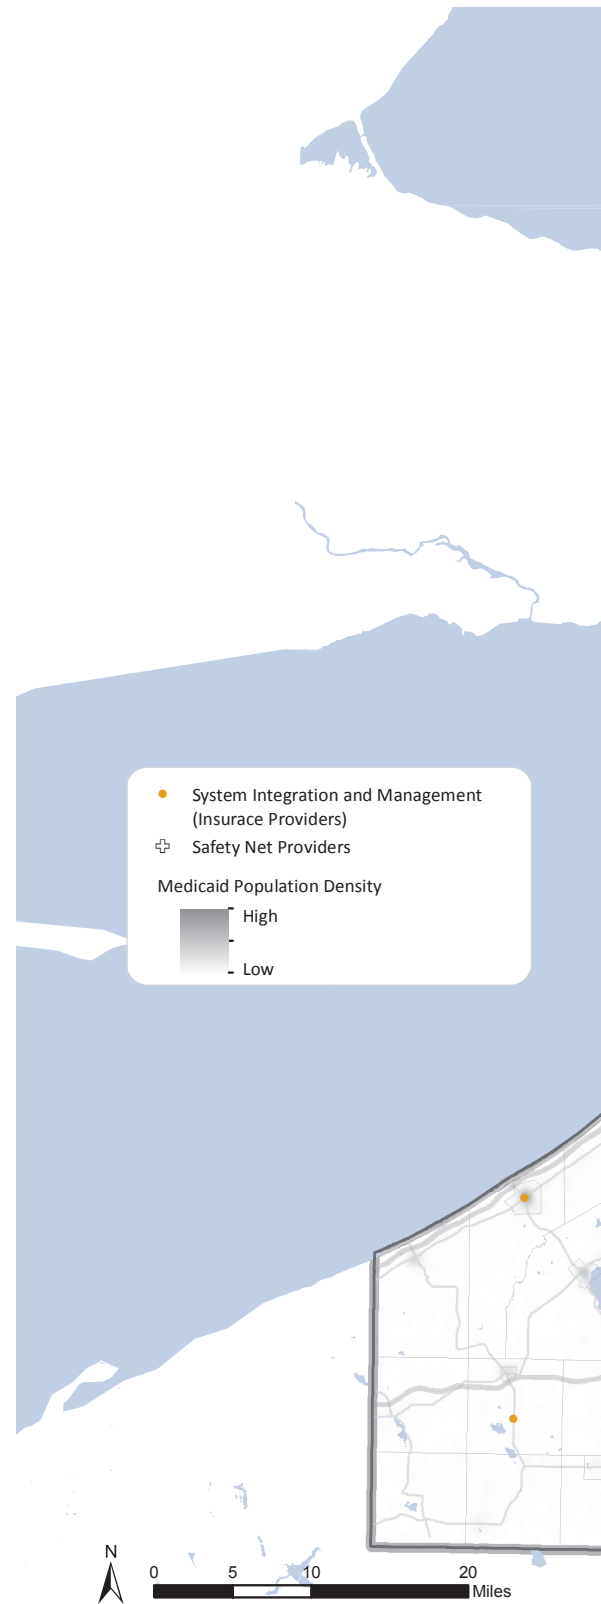 System Integration and Management
(Insurace Providers)
Safety Net Providers
Medicaid Population Density
High
Low
N
0 5 10 20
Miles